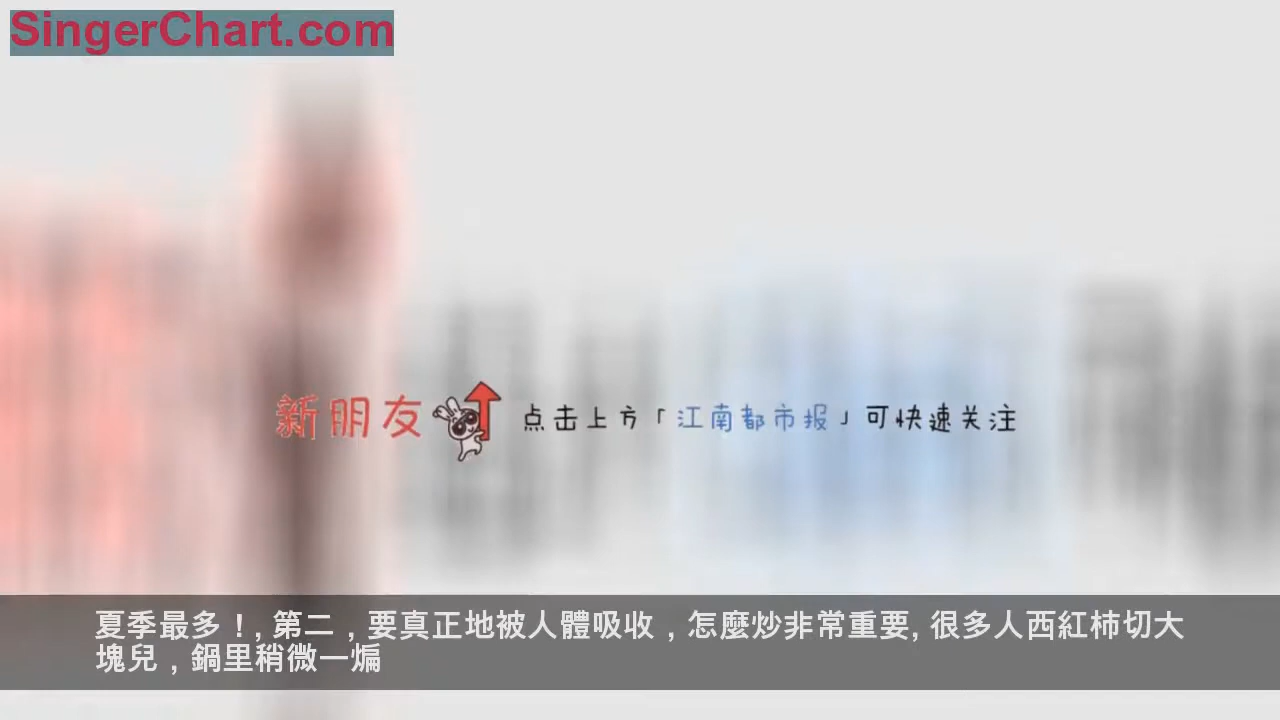 SingerChart.com
新朋友 点击上方「江南都市报」可快速关注
夏季最多！, 第二，要真正地被人體吸收，怎麼炒非常重要, 很多人西紅柿切大
塊兒，鍋里稍微一煸